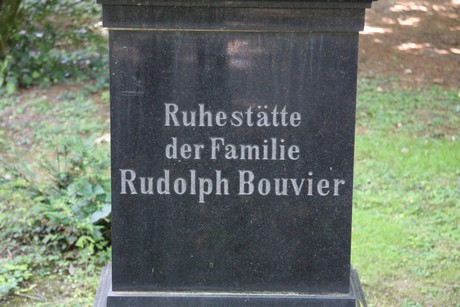 Ruhestätte
der Familie
Rudolph Bouvier